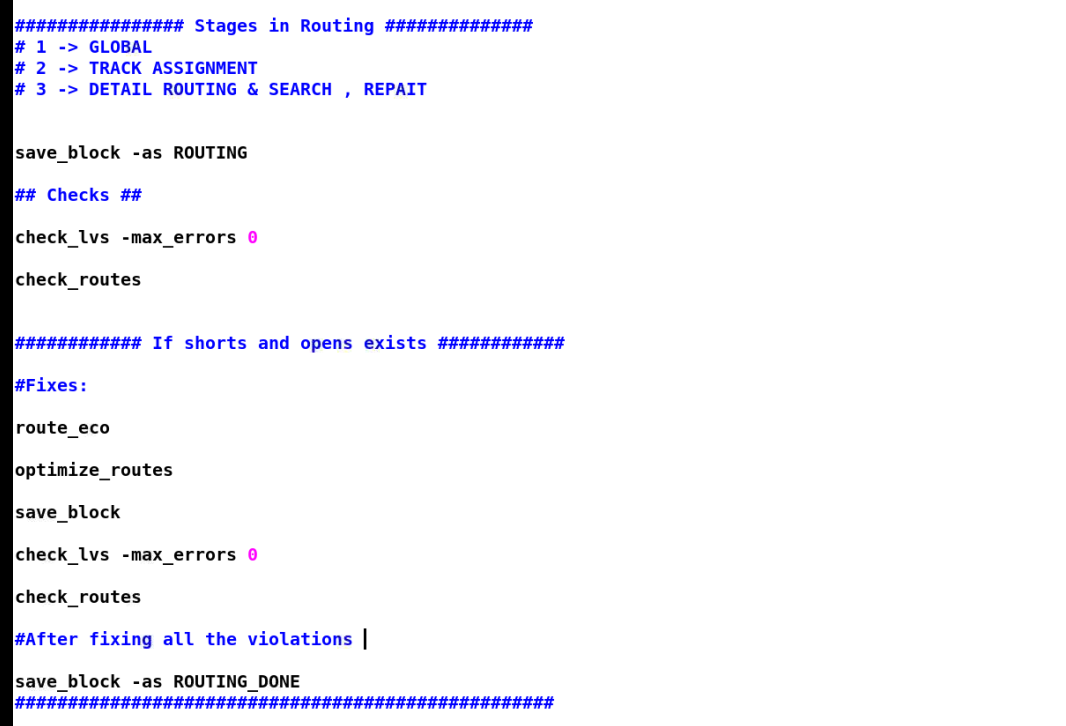 ################ Stages in Routing ##############
# 1 -> GLOBAL
# 2 -> TRACK ASSIGNMENT
# 3 -> DETAIL ROUTING & SEARCH , REPAIT
save_block -as ROUTING
## Checks ##
check_lvs -max_errors 0
check_routes
############ If shorts and opens exists ############
#Fixes:
route_eco
optimize_routes
save_block
check_lvs -max_errors 0
check_routes
#After fixing all the violations
save_block -as ROUTING_DONE
###################################################